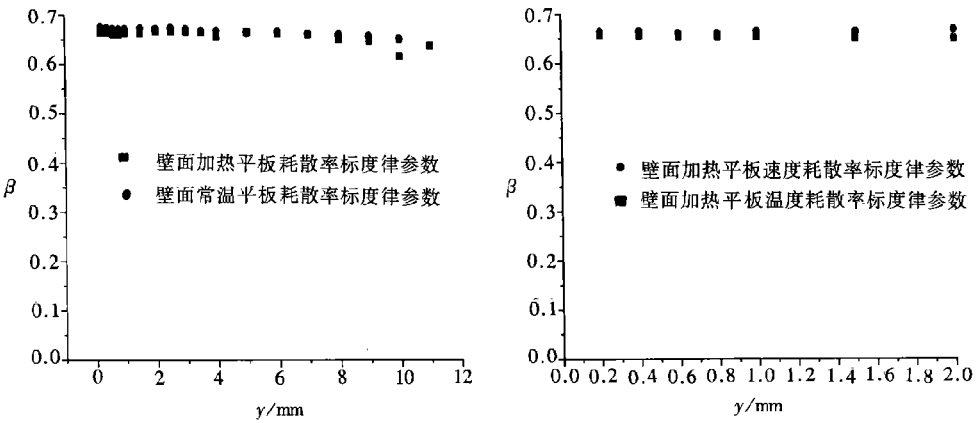 0.7
0.6
0.5
0.4
0.3
0.2
0.1
0.0
β
■ 壁面加热平板耗散率标度律参数
● 壁面常温平板耗散率标度律参数
0 2 4 6 8 10 12
y/mm
0.7
0.6
0.5
0.4
0.3
0.2
0.1
0.0
β
● 壁面加热平板速度耗散率标度律参数
■ 壁面加热平板温度耗散率标度律参数
0.0 0.2 0.4 0.6 0.8 1.0 1.2 1.4 1.6 1.8 2.0
y/mm